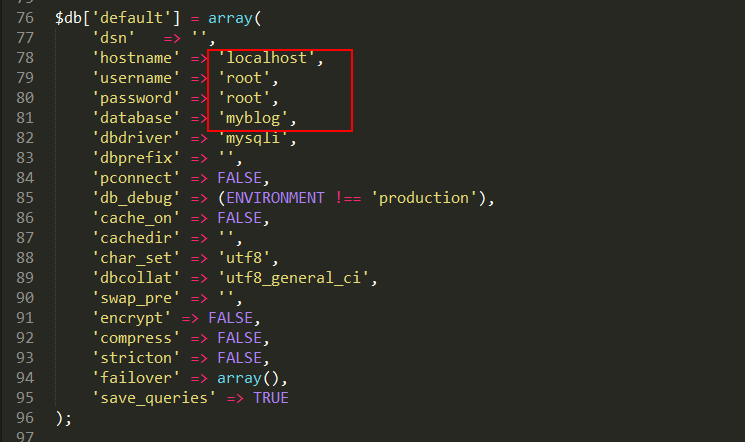 75
76 $db['default'] = array(
77     'dsn'   => '',
78     'hostname' => 'localhost',
79     'username' => 'root',
80     'password' => 'root',
81     'database' => 'myblog',
82     'dbdriver' => 'mysqli',
83     'dbprefix' => '',
84     'pconnect' => FALSE,
85     'db_debug' => (ENVIRONMENT !== 'production'),
86     'cache_on' => FALSE,
87     'cachedir' => '',
88     'char_set' => 'utf8',
89     'dbcollat' => 'utf8_general_ci',
90     'swap_pre' => '',
91     'encrypt' => FALSE,
92     'compress' => FALSE,
93     'stricton' => FALSE,
94     'failover' => array(),
95     'save_queries' => TRUE
96 );
97